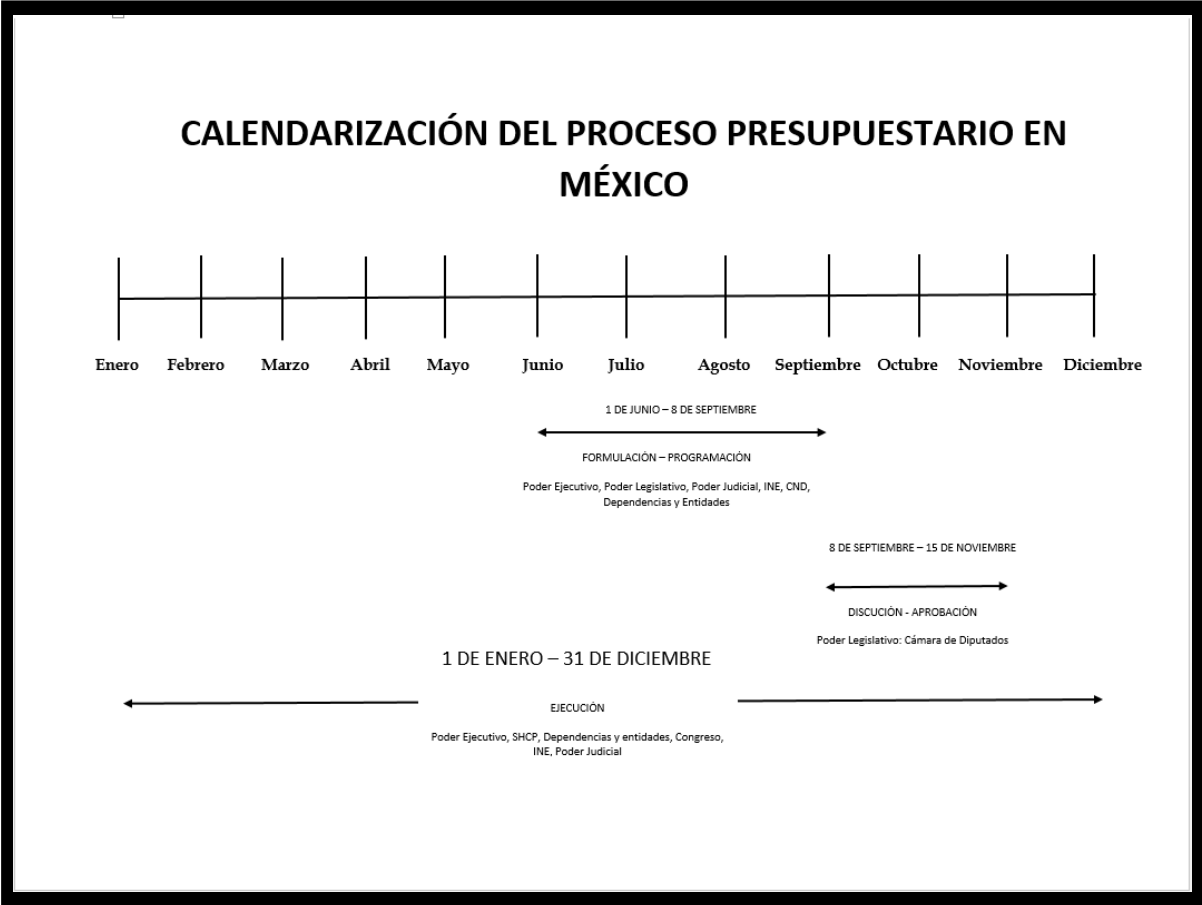 CALENDARIZACIÓN DEL PROCESO PRESUPUESTARIO EN
MÉXICO
Enero Febrero Marzo Abril Mayo Junio Julio Agosto Septiembre Octubre Noviembre Diciembre
1 DE JUNIO – 8 DE SEPTIEMBRE
FORMULACIÓN – PROGRAMACIÓN
Poder Ejecutivo, Poder Legislativo, Poder Judicial, INE, CND,
Dependencias y Entidades
8 DE SEPTIEMBRE – 15 DE NOVIEMBRE
DISCUCIÓN - APROBACIÓN
Poder Legislativo: Cámara de Diputados
1 DE ENERO – 31 DE DICIEMBRE
EJECUCIÓN
Poder Ejecutivo, SHCP, Dependencias y entidades, Congreso,
INE, Poder Judicial